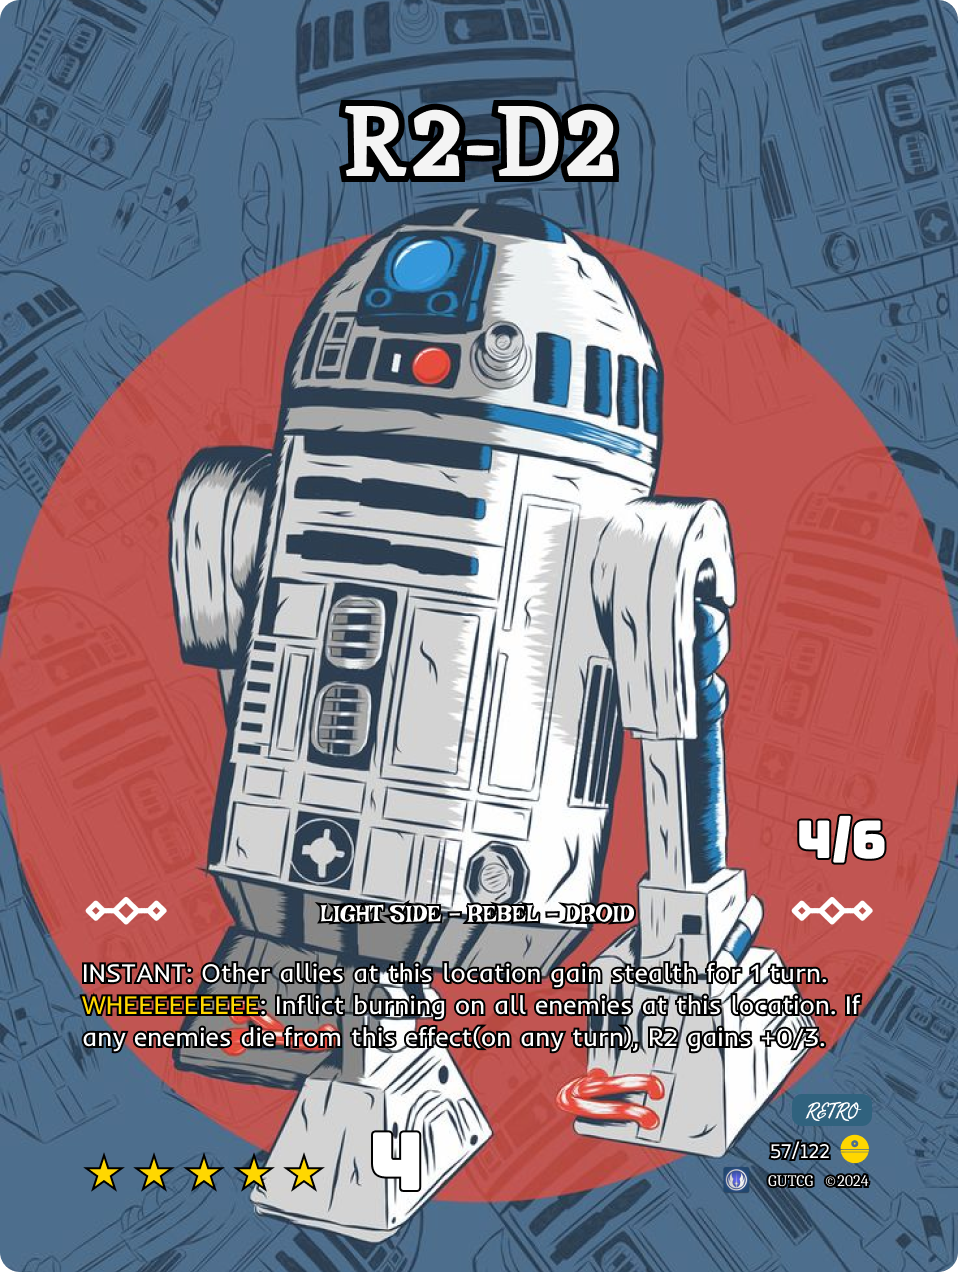 R2-D2
4/6
LIGHT SIDE - REBEL - DROID
INSTANT: Other allies at this location gain stealth for 1 turn.
WHEEEEEEEEE: Inflict burning on all enemies at this location. If
any enemies die from this effect(on any turn), R2 gains +0/3.
RETRO
4
57/122
GUTCG ©2024